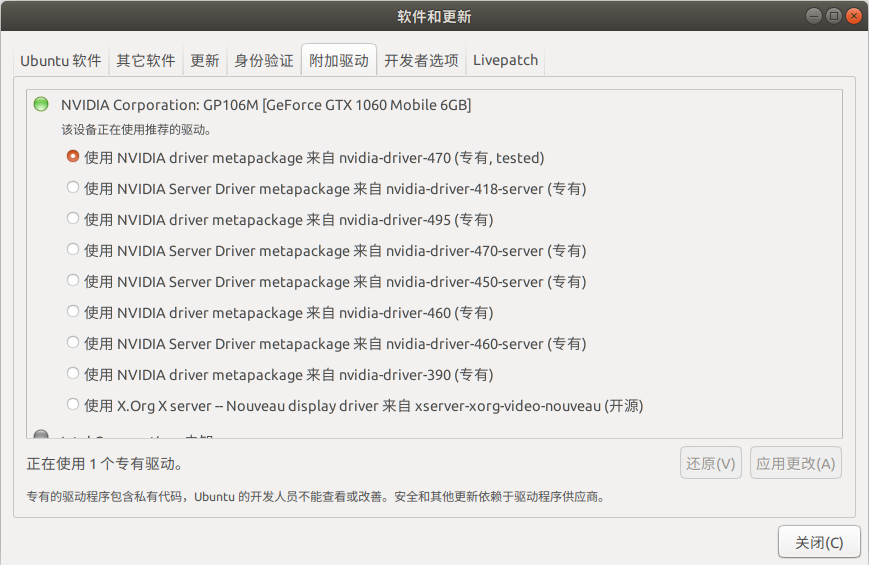 软件和更新
Ubuntu 软件 其它软件 更新 身份验证 附加驱动 开发者选项 Livepatch
NVIDIA Corporation: GP106M [GeForce GTX 1060 Mobile 6GB]
该设备正在使用推荐的驱动。
使用 NVIDIA driver metapackage 来自 nvidia-driver-470 (专有, tested)
使用 NVIDIA Server Driver metapackage 来自 nvidia-driver-418-server (专有)
使用 NVIDIA driver metapackage 来自 nvidia-driver-495 (专有)
使用 NVIDIA Server Driver metapackage 来自 nvidia-driver-470-server (专有)
使用 NVIDIA Server Driver metapackage 来自 nvidia-driver-450-server (专有)
使用 NVIDIA driver metapackage 来自 nvidia-driver-460 (专有)
使用 NVIDIA Server Driver metapackage 来自 nvidia-driver-460-server (专有)
使用 NVIDIA driver metapackage 来自 nvidia-driver-390 (专有)
使用 X.Org X server -- Nouveau display driver 来自 xserver-xorg-video-nouveau (开源)
正在使用 1 个专有驱动。
还原(V) 应用更改(A)
专有的驱动程序包含私有代码，Ubuntu 的开发人员不能查看或改善。安全和其他更新依赖于驱动程序供应商。
关闭(C)